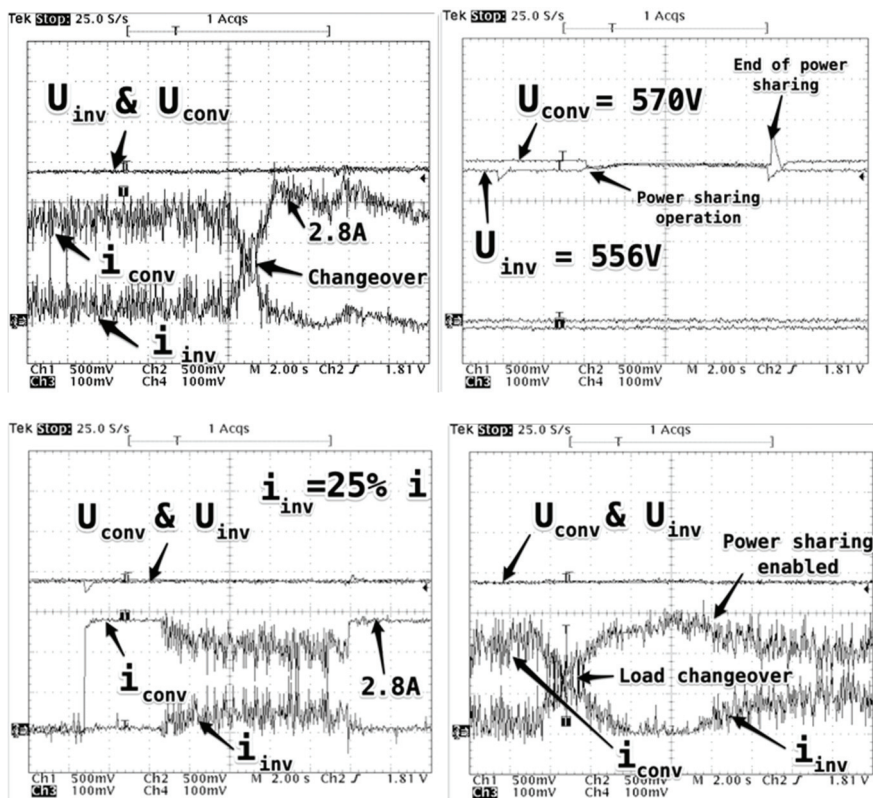 Tek Stop: 25.0 S/s 1 Acqs
U inv & U conv
2.8A
i conv
Changeover
i inv
Ch1 500mV Ch2 500mV M 2.00 s Ch2 ƒ 1.81 V
Ch3 100mV Ch4 100mV
Tek Stop: 25.0 S/s 1 Acqs
End of power
sharing
U conv = 570V
Power sharing
operation
U inv = 556V
Ch1 500mV Ch2 500mV M 2.00 s Ch2 ƒ 1.81 V
Ch3 100mV Ch4 100mV
Tek Stop: 25.0 S/s 1 Acqs
i inv =25% i
U conv & U inv
i conv
2.8A
i inv
Ch1 500mV Ch2 500mV M 2.00 s Ch2 ƒ 1.81 V
Ch3 100mV Ch4 100mV
Tek Stop: 25.0 S/s 1 Acqs
U conv & U inv
Power sharing
enabled
Load changeover
i conv
i inv
Ch1 500mV Ch2 500mV M 2.00 s Ch2 ƒ 1.81 V
Ch3 100mV Ch4 100mV